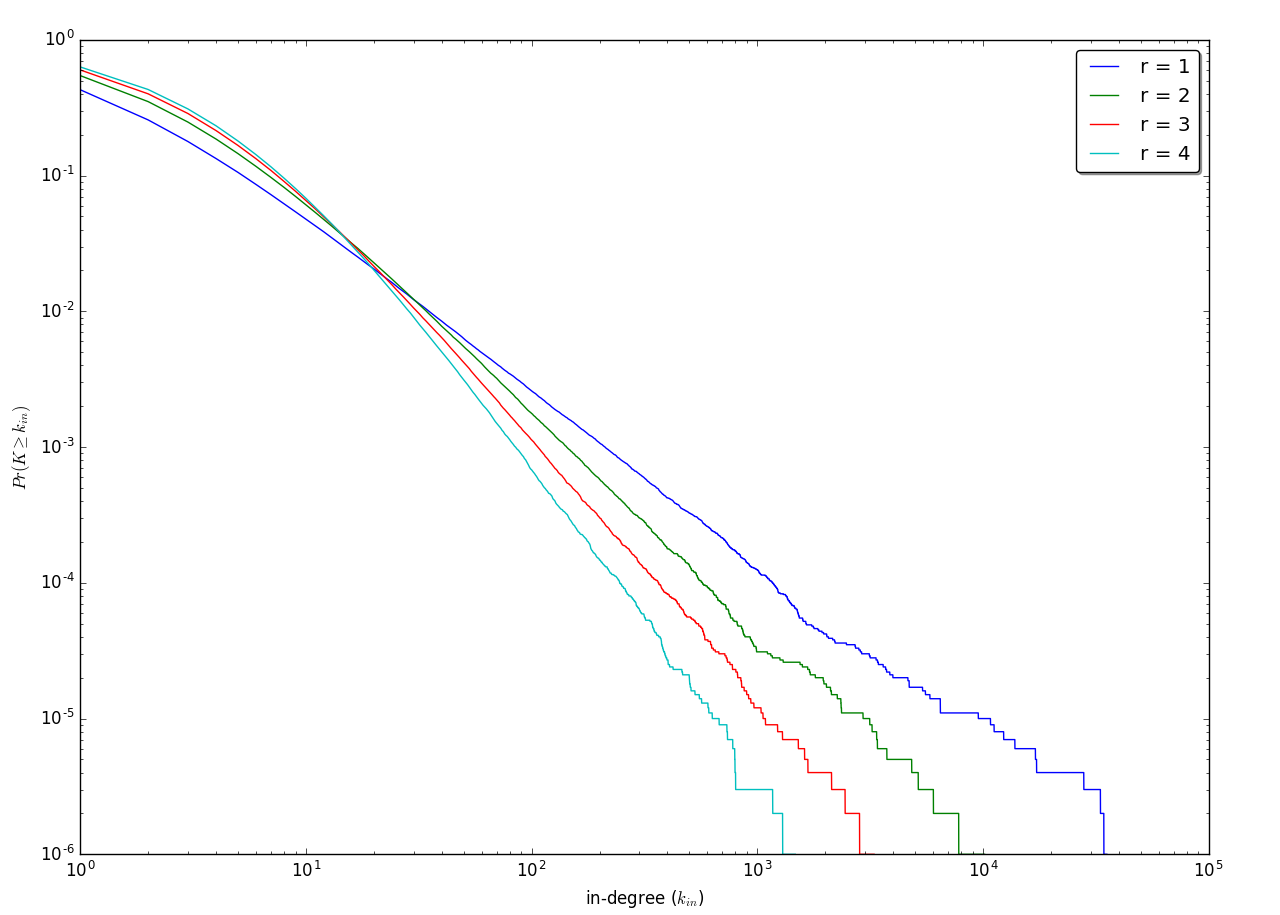 10^0
10^-1
10^-2
10^-3
10^-4
10^-5
10^-6
Pr(K ≥ k_in)
10^0 10^1 10^2 10^3 10^4 10^5
in-degree (k_in)
r = 1
r = 2
r = 3
r = 4